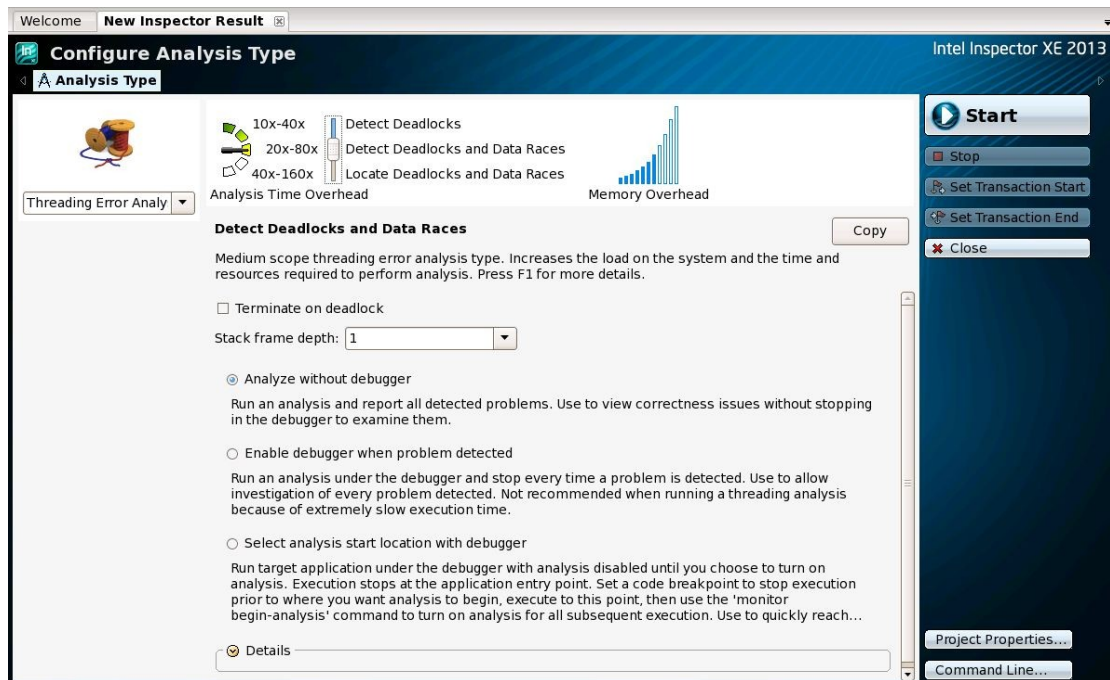 Welcome
New Inspector Result
Configure Analysis Type
Intel Inspector XE 2013
Analysis Type
Threading Error Analy
10x-40x Detect Deadlocks
20x-80x Detect Deadlocks and Data Races
40x-160x Locate Deadlocks and Data Races
Analysis Time Overhead
Memory Overhead
Start
Stop
Set Transaction Start
Set Transaction End
Close
Detect Deadlocks and Data Races
Copy
Medium scope threading error analysis type. Increases the load on the system and the time and
resources required to perform analysis. Press F1 for more details.
Terminate on deadlock
Stack frame depth: 1
Analyze without debugger
Run an analysis and report all detected problems. Use to view correctness issues without stopping
in the debugger to examine them.
Enable debugger when problem detected
Run an analysis under the debugger and stop every time a problem is detected. Use to allow
investigation of every problem detected. Not recommended when running a threading analysis
because of extremely slow execution time.
Select analysis start location with debugger
Run target application under the debugger with analysis disabled until you choose to turn on
analysis. Execution stops at the application entry point. Set a code breakpoint to stop execution
prior to where you want analysis to begin, execute to this point, then use the 'monitor
begin-analysis' command to turn on analysis for all subsequent execution. Use to quickly reach...
Details
Project Properties...
Command Line...